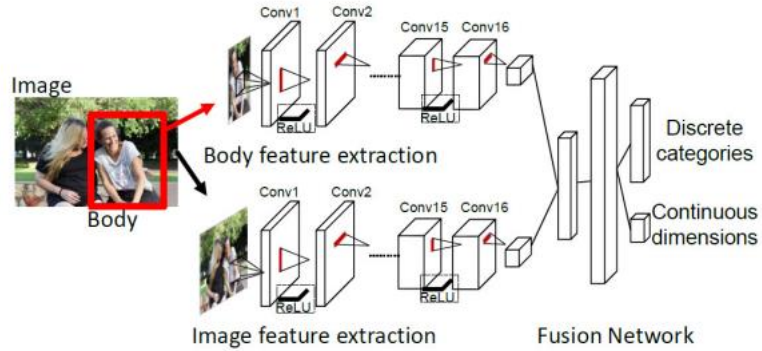 Image
Body
Conv1
Conv2
Conv15
Conv16
ReLU
ReLU
Body feature extraction
Conv1
Conv2
Conv15
Conv16
ReLU
ReLU
Image feature extraction
Discrete
categories
Continuous
dimensions
Fusion Network